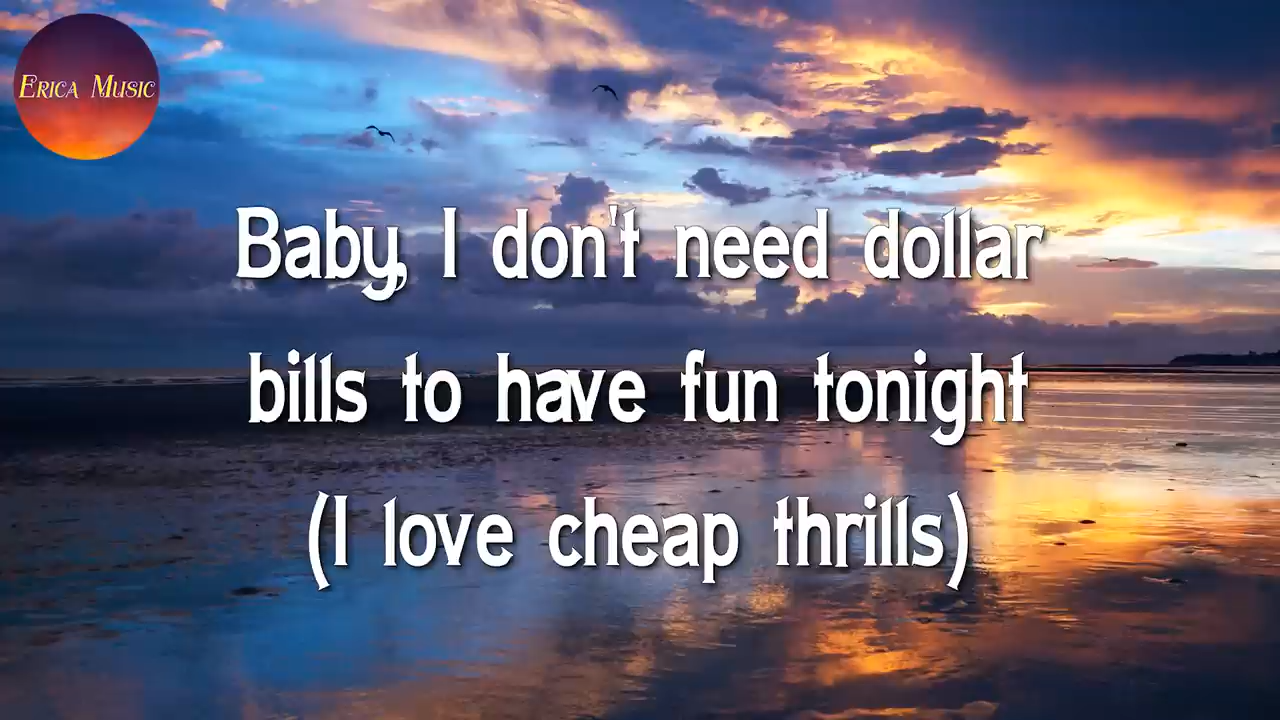 Erica Music
Baby, I don't need dollar
bills to have fun tonight
(I love cheap thrills)